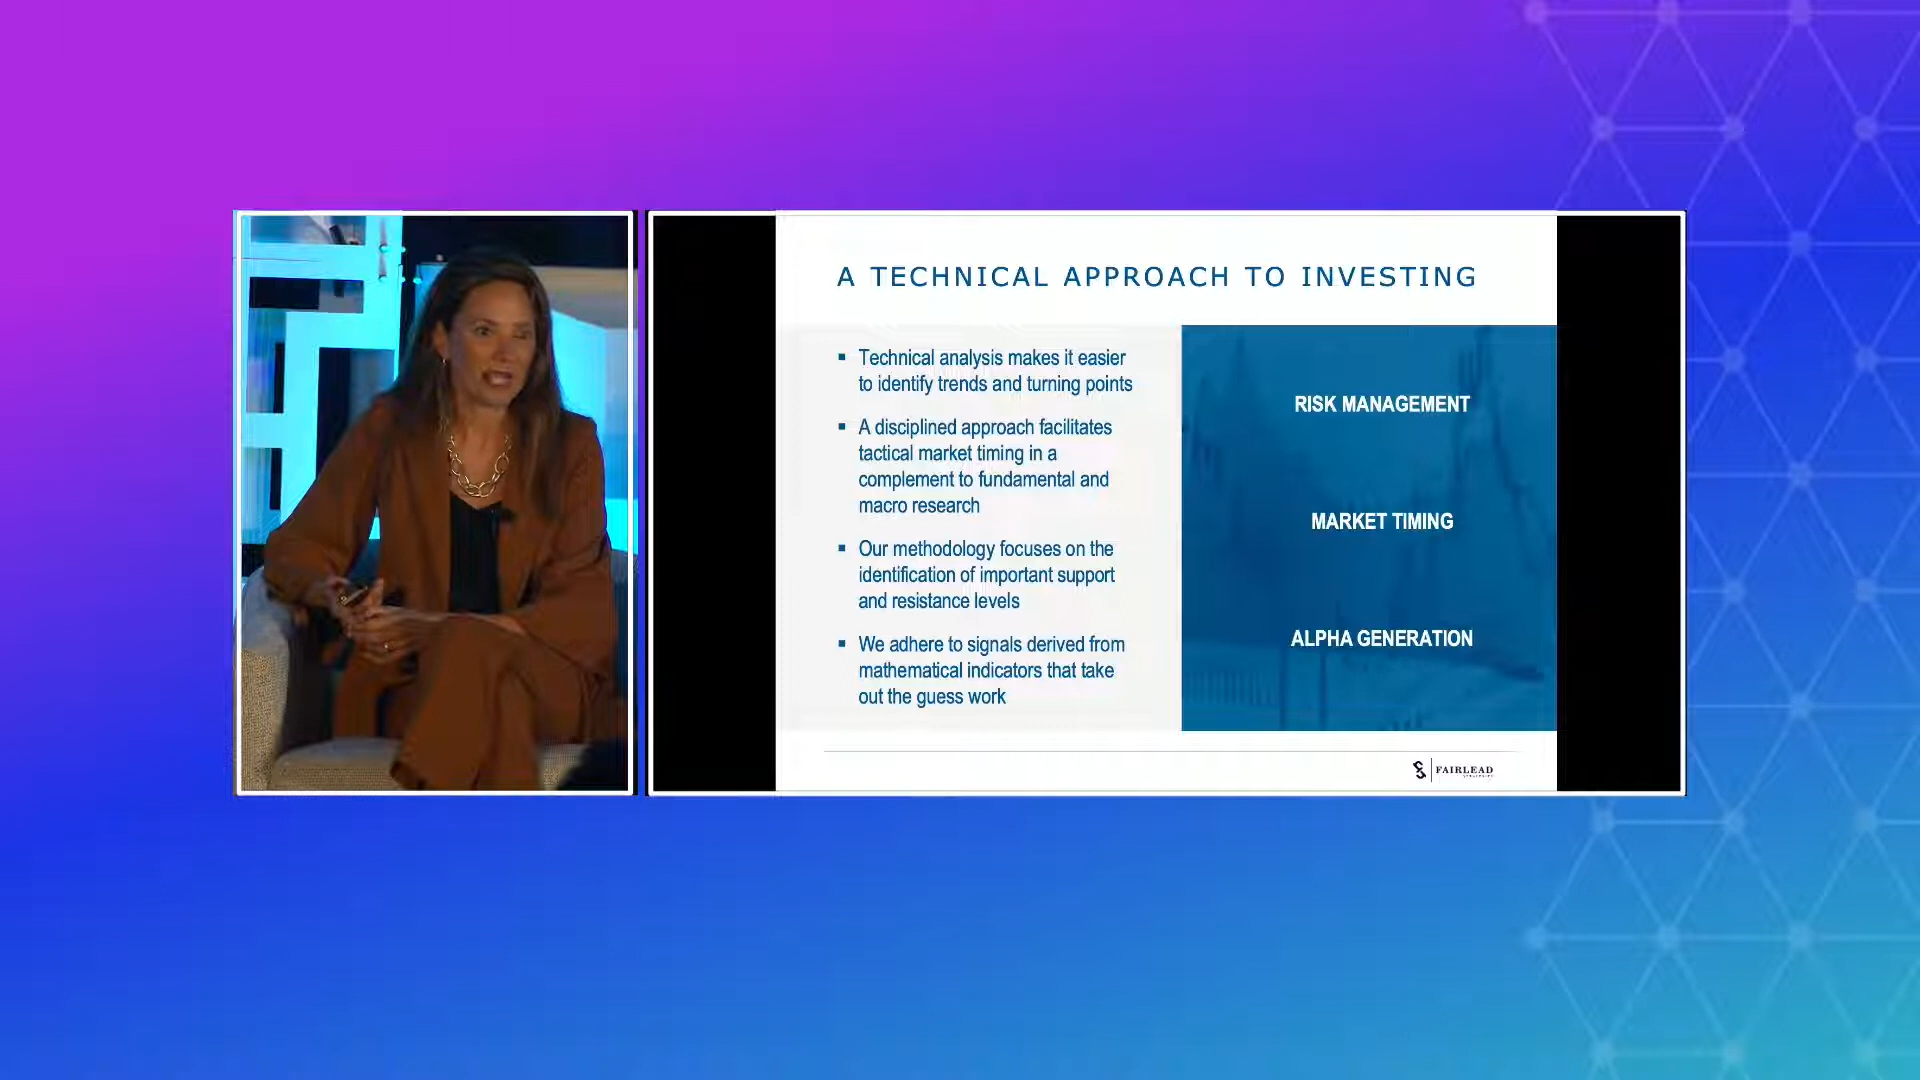 A TECHNICAL APPROACH TO INVESTING
▪ Technical analysis makes it easier
to identify trends and turning points
▪ A disciplined approach facilitates
tactical market timing in a
complement to fundamental and
macro research
▪ Our methodology focuses on the
identification of important support
and resistance levels
▪ We adhere to signals derived from
mathematical indicators that take
out the guess work
RISK MANAGEMENT
MARKET TIMING
ALPHA GENERATION
FAIRLEAD